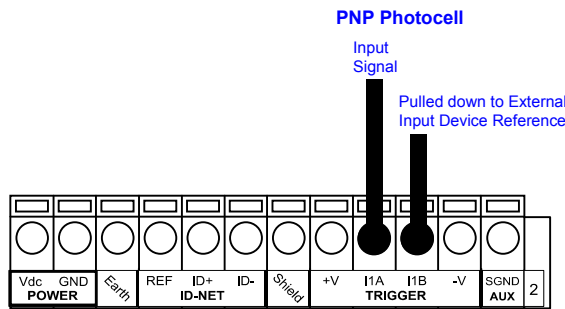 PNP Photocell
Input
Signal
Pulled down to External
Input Device Reference
Vdc GND Earth REF ID+ ID- Shield +V I1A I1B -V SGND 2
POWER ID-NET TRIGGER AUX